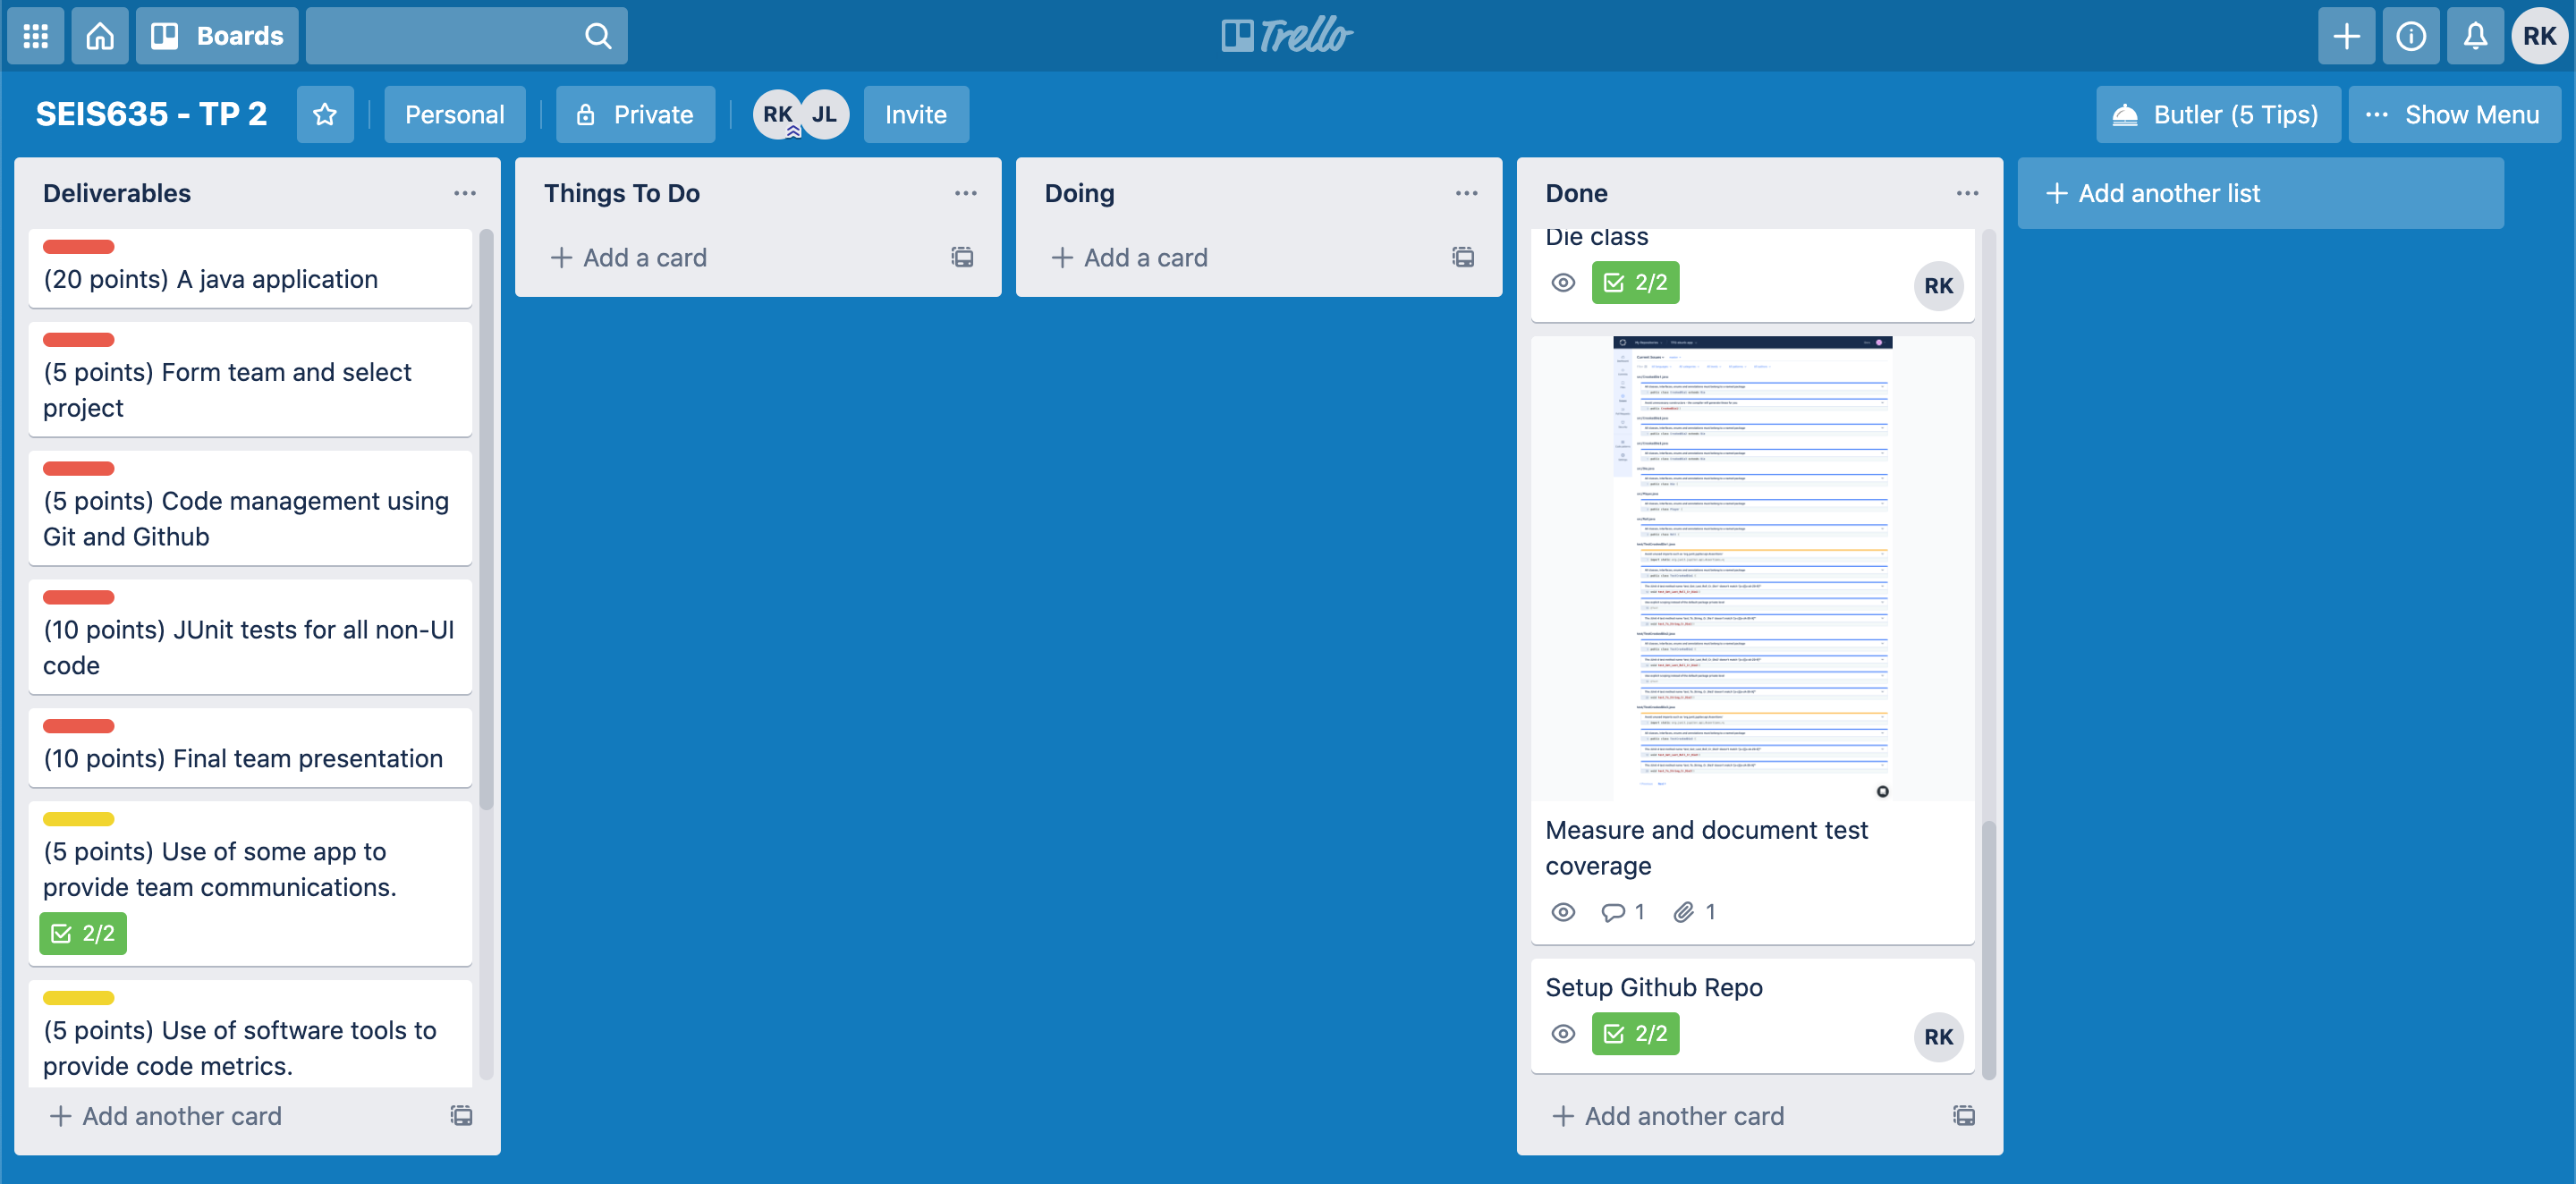 Boards
Trello
RK
SEIS635 - TP 2
Personal
Private
RK
JL
Invite
Butler (5 Tips)
Show Menu
Deliverables
(20 points) A java application
(5 points) Form team and select
project
(5 points) Code management using
Git and Github
(10 points) JUnit tests for all non-UI
code
(10 points) Final team presentation
(5 points) Use of some app to
provide team communications.
2/2
(5 points) Use of software tools to
provide code metrics.
+ Add another card
Things To Do
+ Add a card
Doing
+ Add a card
Done
Die class
2/2
RK
Measure and document test
coverage
1
1
Setup Github Repo
2/2
RK
+ Add another card
+ Add another list